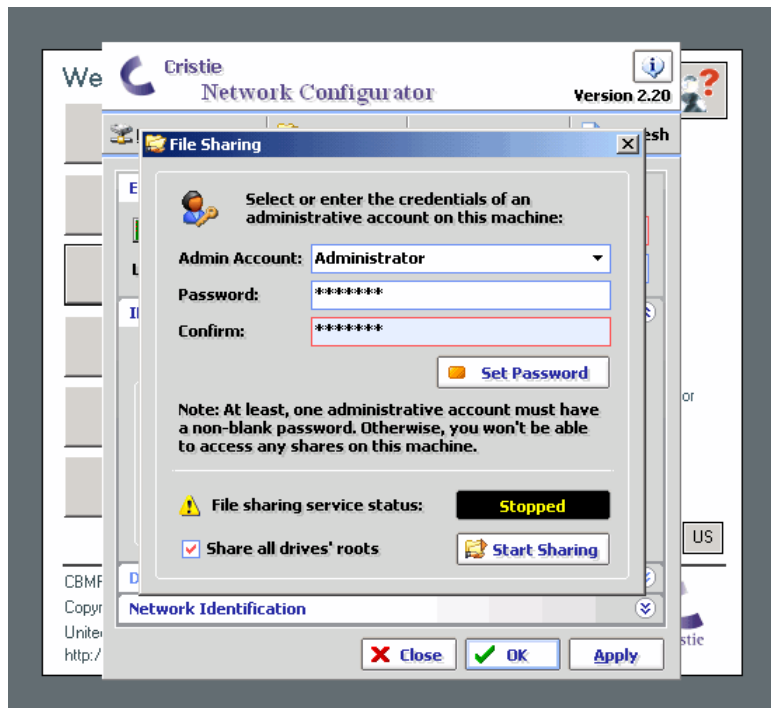 We
Cristie
Network Configurator
Version 2.20
esh
File Sharing
E
Select or enter the credentials of an
administrative account on this machine:
L
Admin Account: Administrator
Password: *******
Confirm: *******
Set Password
or
Note: At least, one administrative account must have
a non-blank password. Otherwise, you won't be able
to access any shares on this machine.
File sharing service status: Stopped
Share all drives' roots
Start Sharing
US
CBMR
D
Copyr
Network Identification
Unite
stie
http:/
Close
OK
Apply